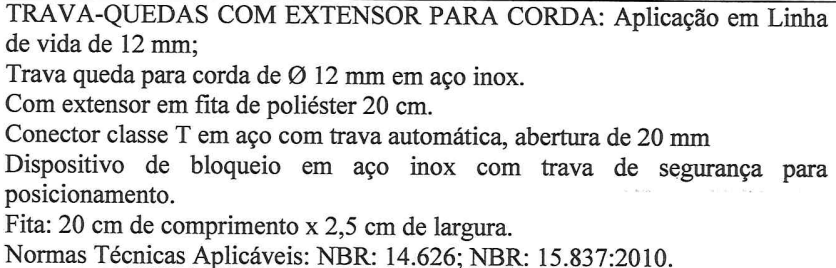 TRAVA-QUEDAS COM EXTENSOR PARA CORDA: Aplicação em Linha
de vida de 12 mm;
Trava queda para corda de Ø 12 mm em aço inox.
Com extensor em fita de poliéster 20 cm.
Conector classe T em aço com trava automática, abertura de 20 mm
Dispositivo de bloqueio em aço inox com trava de segurança para
posicionamento.
Fita: 20 cm de comprimento x 2,5 cm de largura.
Normas Técnicas Aplicáveis: NBR: 14.626; NBR: 15.837:2010.